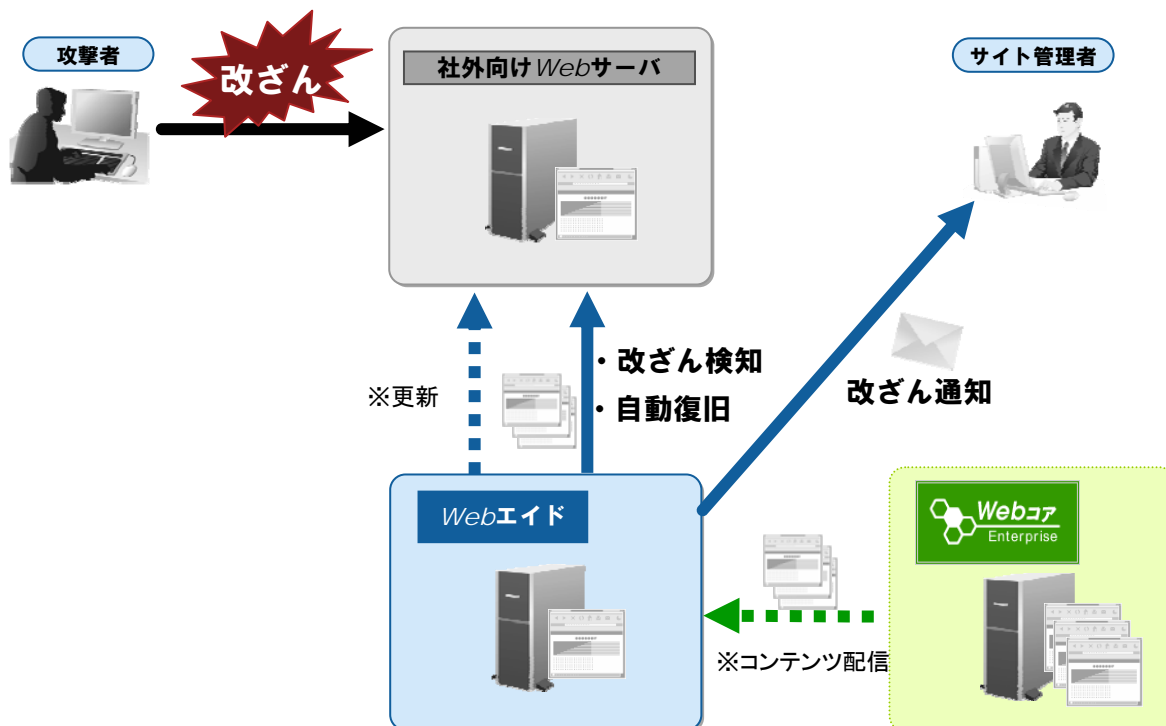 攻撃者
改ざん
社外向けWebサーバ
サイト管理者
※更新
・改ざん検知
・自動復旧
改ざん通知
Webエイド
Webコア
Enterprise
※コンテンツ配信